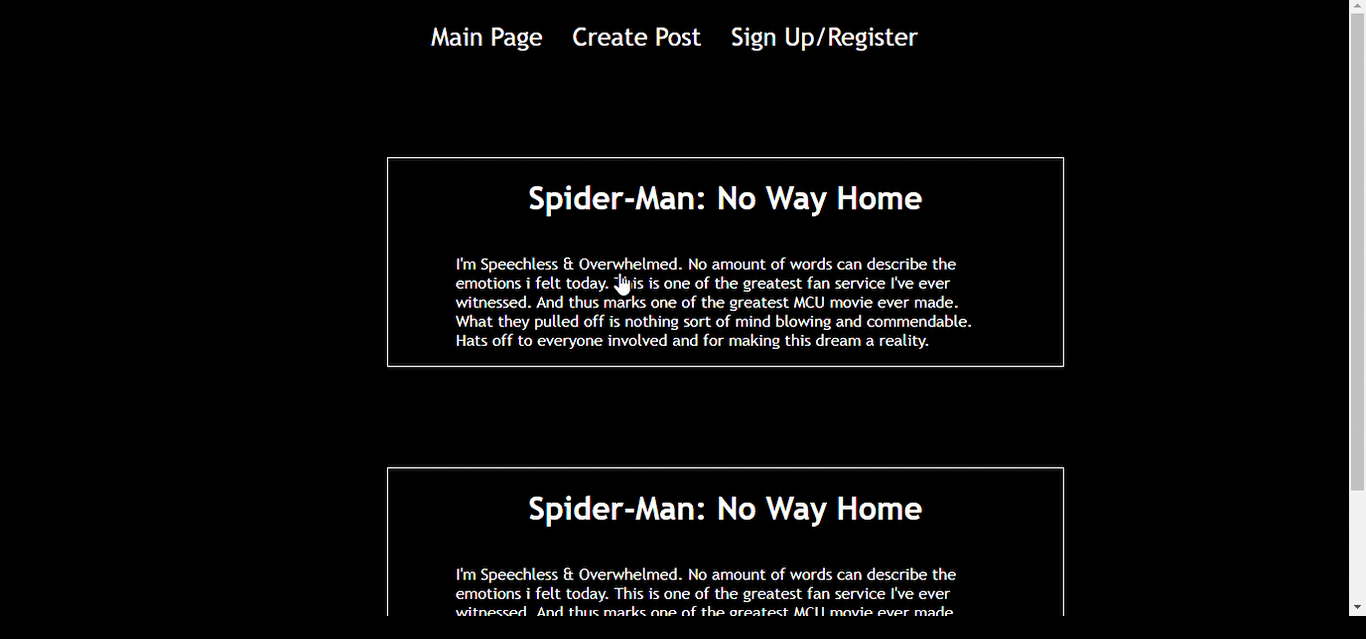 Main Page Create Post Sign Up/Register
Spider-Man: No Way Home
I'm Speechless & Overwhelmed. No amount of words can describe the
emotions i felt today. This is one of the greatest fan service I've ever
witnessed. And thus marks one of the greatest MCU movie ever made.
What they pulled off is nothing sort of mind blowing and commendable.
Hats off to everyone involved and for making this dream a reality.
Spider-Man: No Way Home
I'm Speechless & Overwhelmed. No amount of words can describe the
emotions i felt today. This is one of the greatest fan service I've ever
witnessed. And thus marks one of the greatest MCU movie ever made.